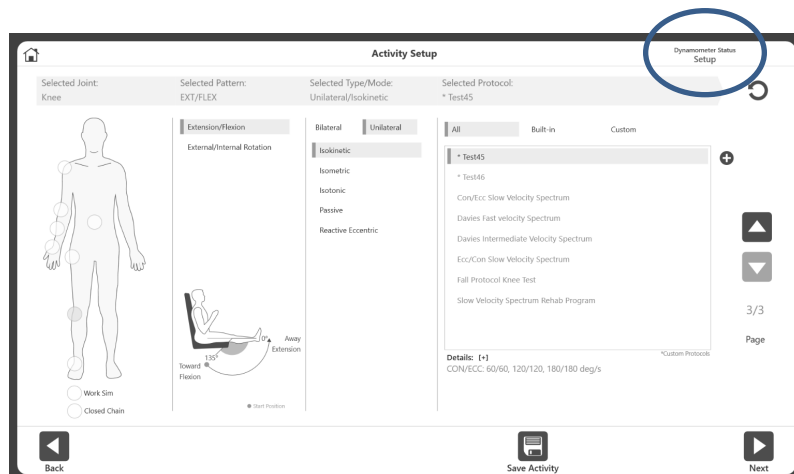 Activity Setup
Dynamometer Status
Setup
Selected Joint:
Knee
Selected Pattern:
EXT/FLEX
Selected Type/Mode:
Unilateral/Isokinetic
Selected Protocol:
* Test45
Extension/Flexion
External/Internal Rotation
0°
Away
Extension
135°
Toward
Flexion
Start Position
Work Sim
Closed Chain
Bilateral
Unilateral
Isokinetic
Isometric
Isotonic
Passive
Reactive Eccentric
All
Built-in
Custom
* Test45
* Test46
Con/Ecc Slow Velocity Spectrum
Davies Fast velocity Spectrum
Davies Intermediate Velocity Spectrum
Ecc/Con Slow Velocity Spectrum
Fall Protocol Knee Test
Slow Velocity Spectrum Rehab Program
3/3
Page
*Custom Protocols
Details: [+]
CON/ECC: 60/60, 120/120, 180/180 deg/s
Back
Save Activity
Next